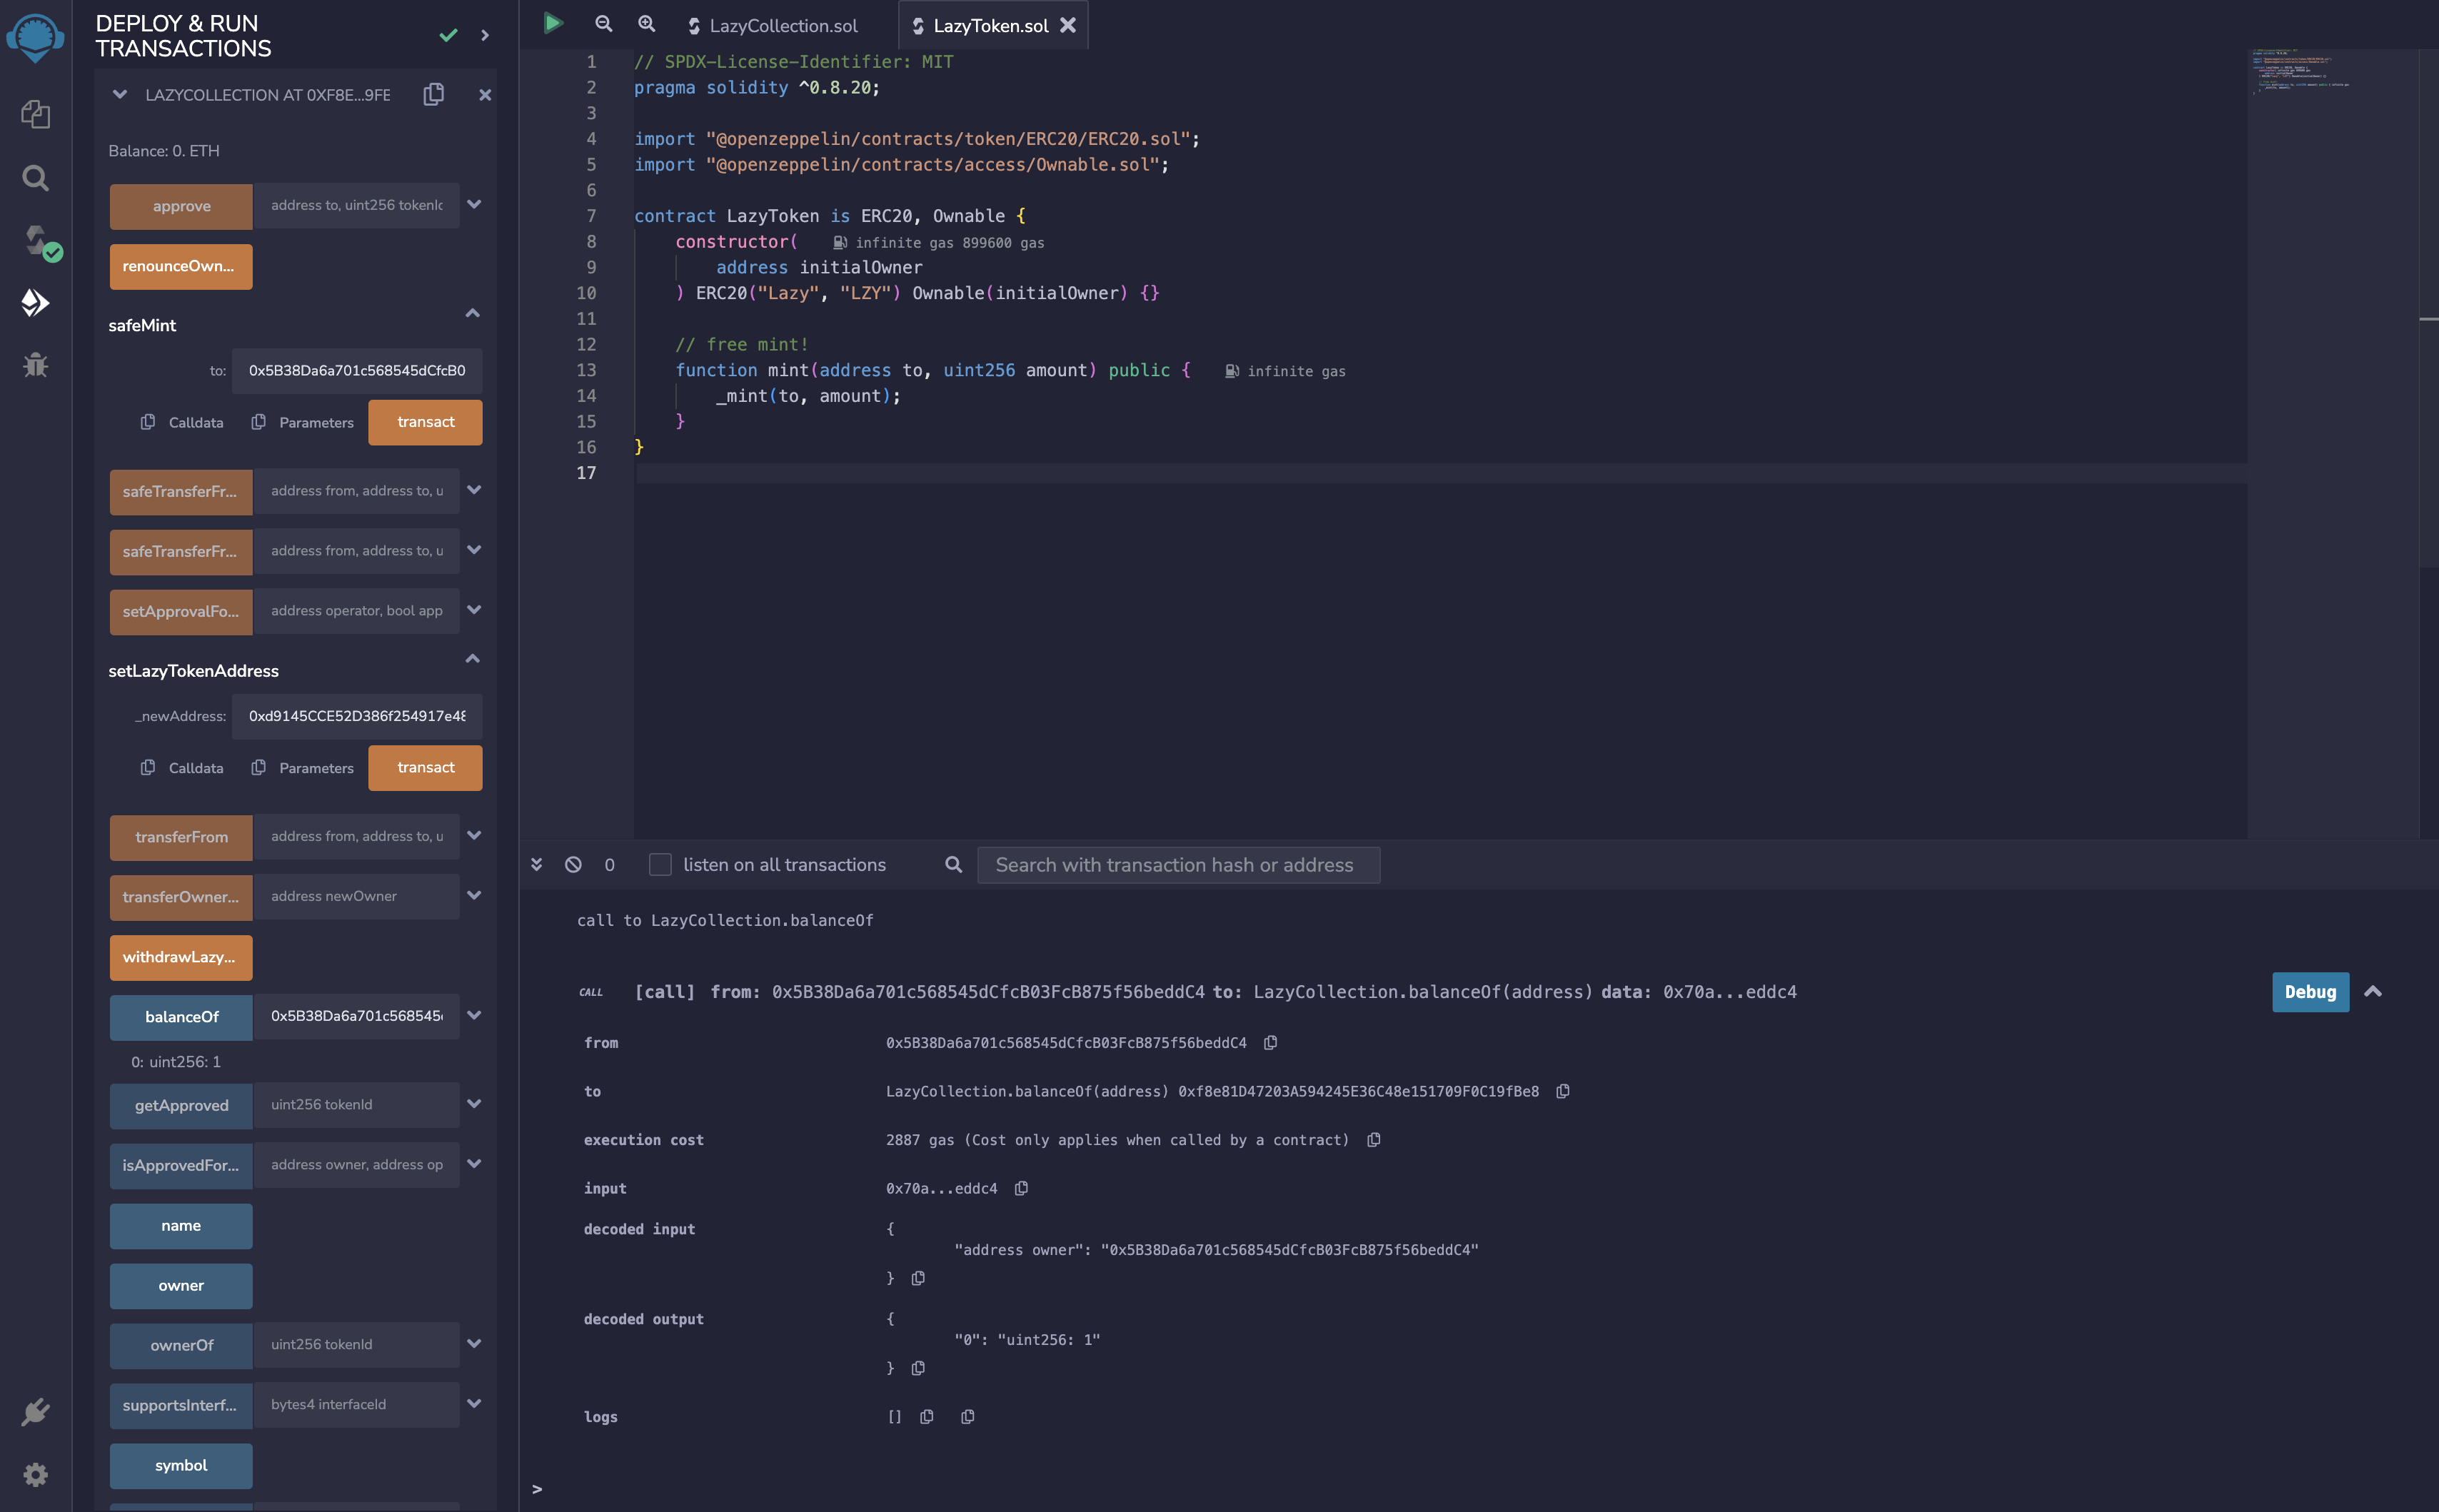 DEPLOY & RUN
TRANSACTIONS
LAZYCOLLECTION AT 0XF8E...9FE
Balance: 0. ETH
approve
address to, uint256 tokenId
renounceOwn...
safeMint
to:
0x5B38Da6a701c568545dCfcB0
Calldata
Parameters
transact
safeTransferFr...
address from, address to, u
safeTransferFr...
address from, address to, u
setApprovalFo...
address operator, bool app
setLazyTokenAddress
_newAddress:
0xd9145CCE52D386f254917e48
Calldata
Parameters
transact
transferFrom
address from, address to, u
transferOwner...
address newOwner
withdrawLazy...
balanceOf
0x5B38Da6a701c568545
0: uint256: 1
getApproved
uint256 tokenId
isApprovedFor...
address owner, address op
name
owner
ownerOf
uint256 tokenId
supportsInterf...
bytes4 interfaceId
symbol
LazyCollection.sol
LazyToken.sol
1 // SPDX-License-Identifier: MIT
2 pragma solidity ^0.8.20;
3
4 import "@openzeppelin/contracts/token/ERC20/ERC20.sol";
5 import "@openzeppelin/contracts/access/Ownable.sol";
6
7 contract LazyToken is ERC20, Ownable {
8 constructor( infinite gas 899600 gas
9 address initialOwner
10 ) ERC20("Lazy", "LZY") Ownable(initialOwner) {}
11
12 // free mint!
13 function mint(address to, uint256 amount) public { infinite gas
14 _mint(to, amount);
15 }
16 }
17
0
listen on all transactions
Search with transaction hash or address
call to LazyCollection.balanceOf
CALL [call] from: 0x5B38Da6a701c568545dCfcB03FcB875f56beddC4 to: LazyCollection.balanceOf(address) data: 0x70a...eddc4
Debug
from 0x5B38Da6a701c568545dCfcB03FcB875f56beddC4
to LazyCollection.balanceOf(address) 0xf8e81D47203A594245E36C48e151709F0C19fBe8
execution cost 2887 gas (Cost only applies when called by a contract)
input 0x70a...eddc4
decoded input {
"address owner": "0x5B38Da6a701c568545dCfcB03FcB875f56beddC4"
}
decoded output {
"0": "uint256: 1"
}
logs []
>